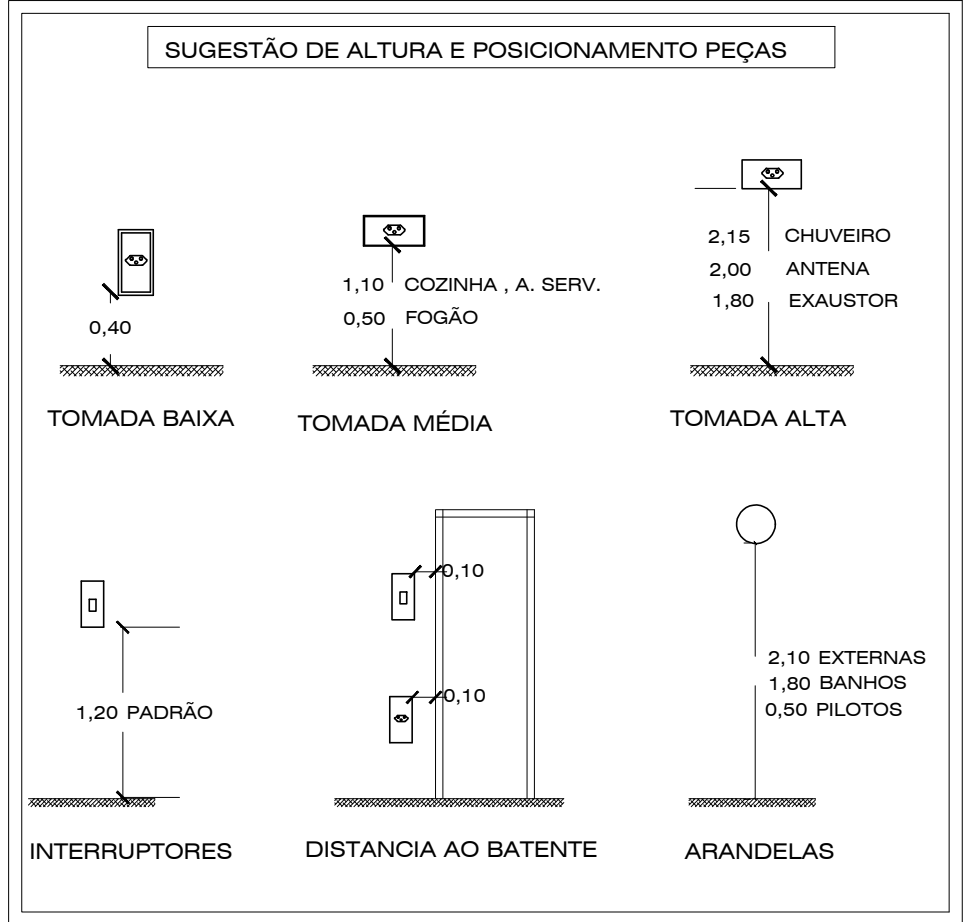 SUGESTÃO DE ALTURA E POSICIONAMENTO PEÇAS
0,40
TOMADA BAIXA
1,10 COZINHA , A. SERV.
0,50 FOGÃO
TOMADA MÉDIA
2,15 CHUVEIRO
2,00 ANTENA
1,80 EXAUSTOR
TOMADA ALTA
1,20 PADRÃO
INTERRUPTORES
0,10
0,10
DISTANCIA AO BATENTE
2,10 EXTERNAS
1,80 BANHOS
0,50 PILOTOS
ARANDELAS